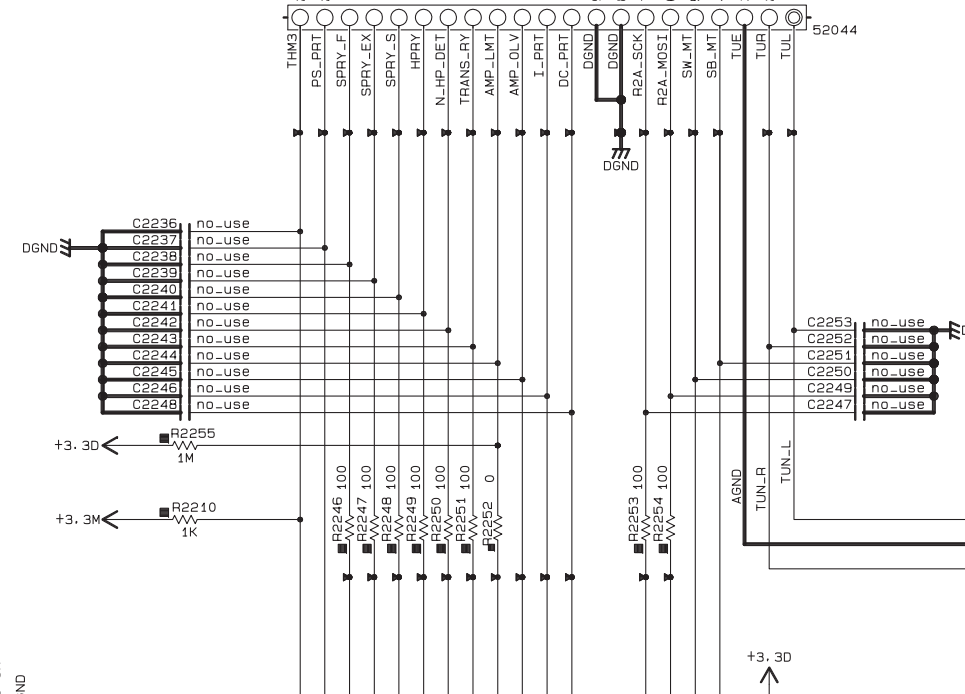 52044
THM3
PS_PRT
SPRY_F
SPRY_EX
SPRY_S
HPRY
N_HP_DET
TRANS_RY
AMP_LMT
AMP_OLV
I_PRT
DC_PRT
DGND
DGND
R2A_SCK
R2A_MOSI
SW_MT
SB_MT
TUE
TUR
TUL
DGND
DGND
C2236 no_use
C2237 no_use
C2238 no_use
C2239 no_use
C2240 no_use
C2241 no_use
C2242 no_use
C2243 no_use
C2244 no_use
C2245 no_use
C2246 no_use
C2248 no_use
C2253 no_use
C2252 no_use
C2251 no_use
C2250 no_use
C2249 no_use
C2247 no_use
+3.3D
R2255
1M
+3.3M
R2210
1K
R2246 100
R2247 100
R2248 100
R2249 100
R2250 100
R2251 100
R2252 0
R2253 100
R2254 100
AGND
TUN_R
TUN_L
+3.3D